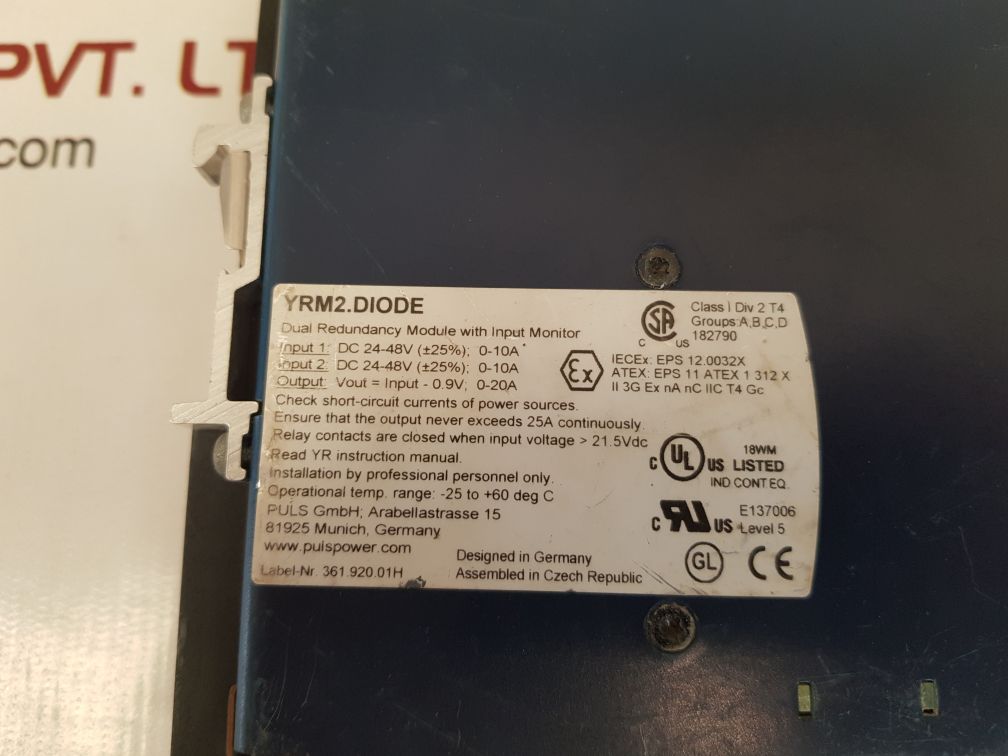 PVT. LT
.com
YRM2.DIODE
Dual Redundancy Module with Input Monitor
Input 1: DC 24-48V (±25%); 0-10A
Input 2: DC 24-48V (±25%); 0-10A
Output: Vout = Input - 0.9V; 0-20A
Check short-circuit currents of power sources.
Ensure that the output never exceeds 25A continuously.
Relay contacts are closed when input voltage > 21.5Vdc
Read YR instruction manual.
Installation by professional personnel only.
Operational temp. range: -25 to +60 deg C
PULS GmbH; Arabellastrasse 15
81925 Munich, Germany
www.pulspower.com
Label-Nr. 361.920.01H
Designed in Germany
Assembled in Czech Republic
C SA US
Class I Div 2 T4
Groups A,B,C,D
182790
Ex
IECEx: EPS 12.0032X
ATEX: EPS 11 ATEX 1 312 X
II 3G Ex nA nC IIC T4 Gc
C UL US LISTED
18WM
IND CONT EQ.
C RU US
E137006
Level 5
GL CE